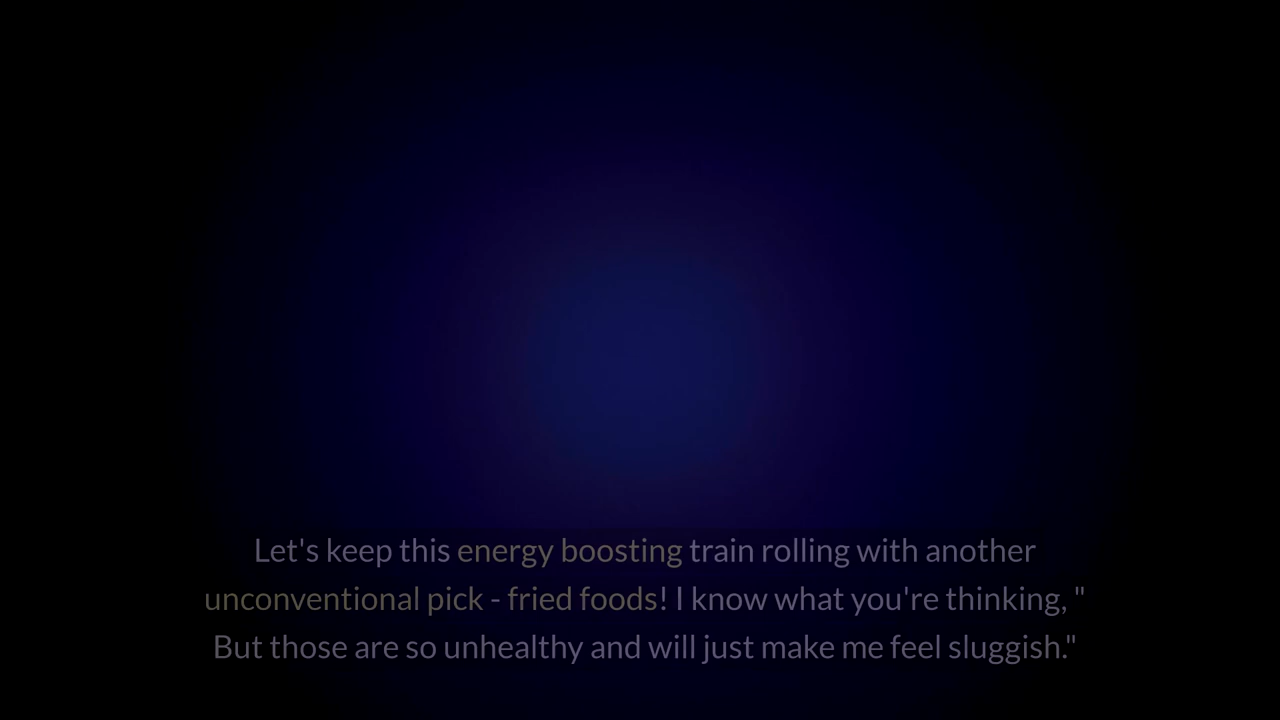 Let's keep this energy boosting train rolling with another
unconventional pick - fried foods! I know what you're thinking, "
But those are so unhealthy and will just make me feel sluggish."